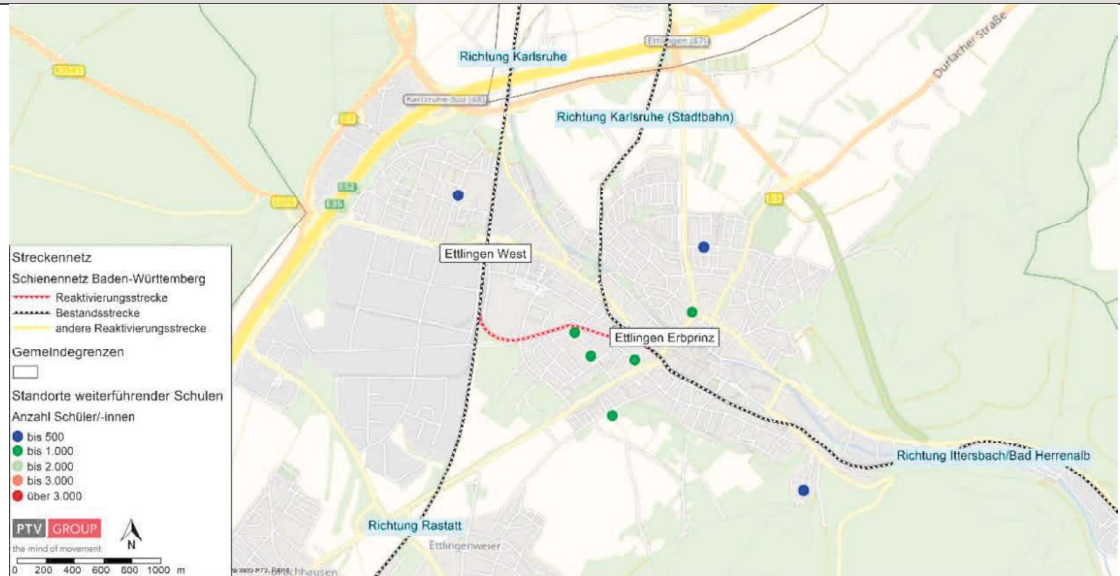 Richtung Karlsruhe
Ettlingen (47)
Durlacher Straße
Karlsruhe-Süd (48)
Richtung Karlsruhe (Stadtbahn)
B 3
E52
E35
B 3
Ettlingen West
Ettlingen Erbprinz
Richtung Ittersbach/Bad Herrenalb
Richtung Rastatt
Ettlingenweier
Streckennetz
Schienennetz Baden-Württemberg
Reaktivierungsstrecke
Bestandsstrecke
andere Reaktivierungsstrecke
Gemeindegrenzen
Standorte weiterführender Schulen
Anzahl Schüler/-innen
bis 500
bis 1.000
bis 2.000
bis 3.000
über 3.000
PTV GROUP
the mind of movement
N
0 200 400 600 800 1000 m